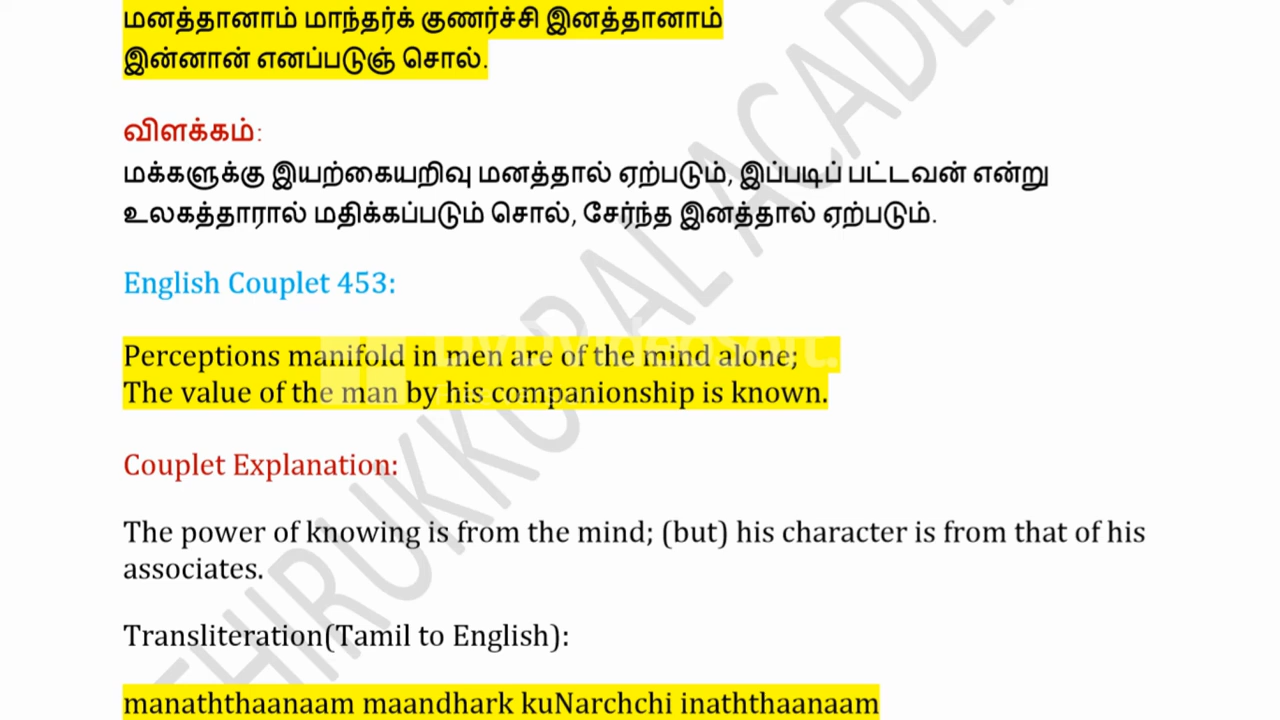 மனத்தானாம் மாந்தர்க் குணர்ச்சி இனத்தானாம்
இன்னான் எனப்படுஞ் சொல்.
விளக்கம்:
மக்களுக்கு இயற்கையறிவு மனத்தால் ஏற்படும், இப்படிப் பட்டவன் என்று
உலகத்தாரால் மதிக்கப்படும் சொல், சேர்ந்த இனத்தால் ஏற்படும்.
English Couplet 453:
Perceptions manifold in men are of the mind alone;
The value of the man by his companionship is known.
Couplet Explanation:
The power of knowing is from the mind; (but) his character is from that of his
associates.
Transliteration(Tamil to English):
manaththaanaam maandhark kuNarchchi inaththaanaam
THIRUKKURAL ACADE